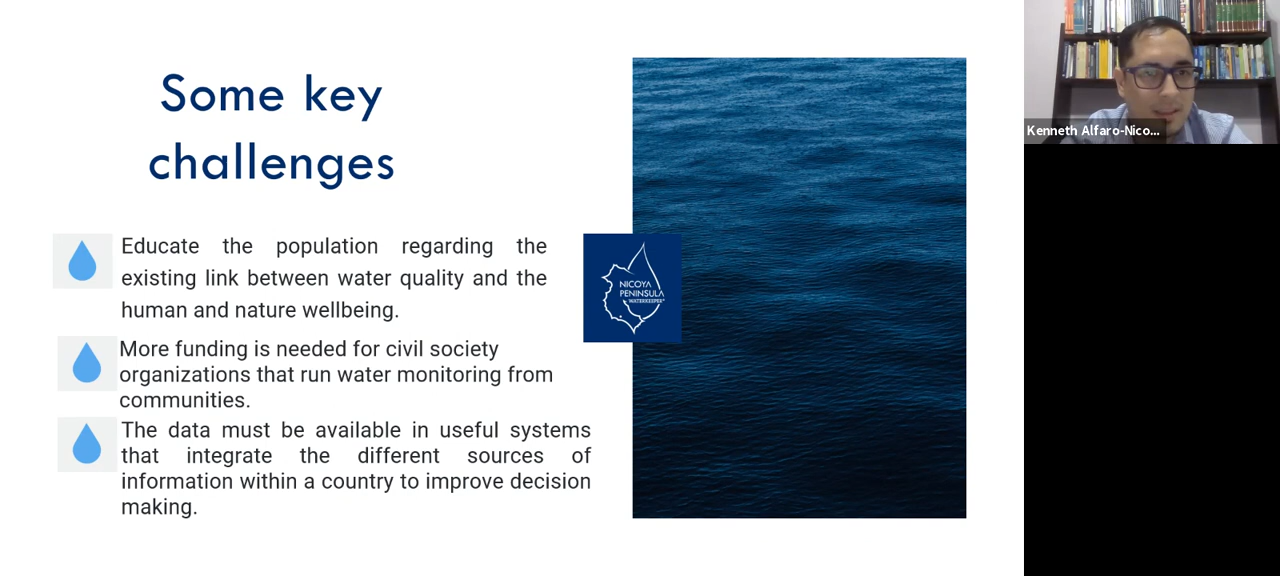 Some key
challenges
Educate the population regarding the
existing link between water quality and the
human and nature wellbeing.
More funding is needed for civil society
organizations that run water monitoring from
communities.
The data must be available in useful systems
that integrate the different sources of
information within a country to improve decision
making.
NICOYA
PENINSULA
WATERKEEPER®
Kenneth Alfaro-Nico...